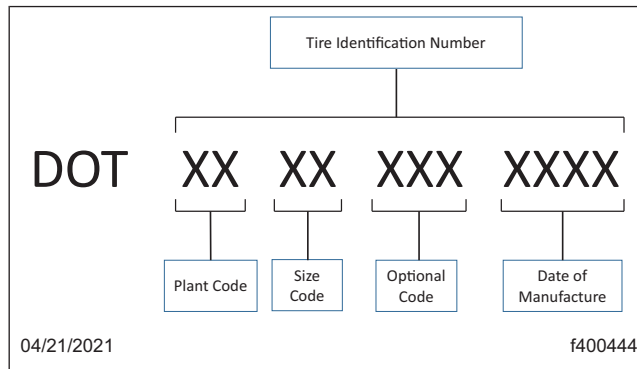 Tire Identification Number
DOT XX XX XXX XXXX
Plant Code
Size
Code
Optional
Code
Date of
Manufacture
04/21/2021
f400444